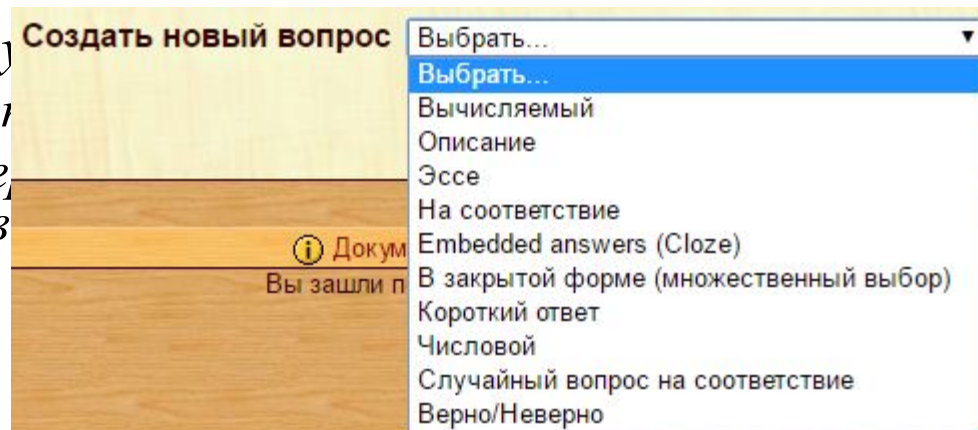 Создать новый вопрос Выбрать...
Выбрать...
Вычисляемый
Описание
Эссе
На соответствие
Embedded answers (Cloze)
В закрытой форме (множественный выбор)
Короткий ответ
Числовой
Случайный вопрос на соответствие
Верно/Неверно
Вы зашли